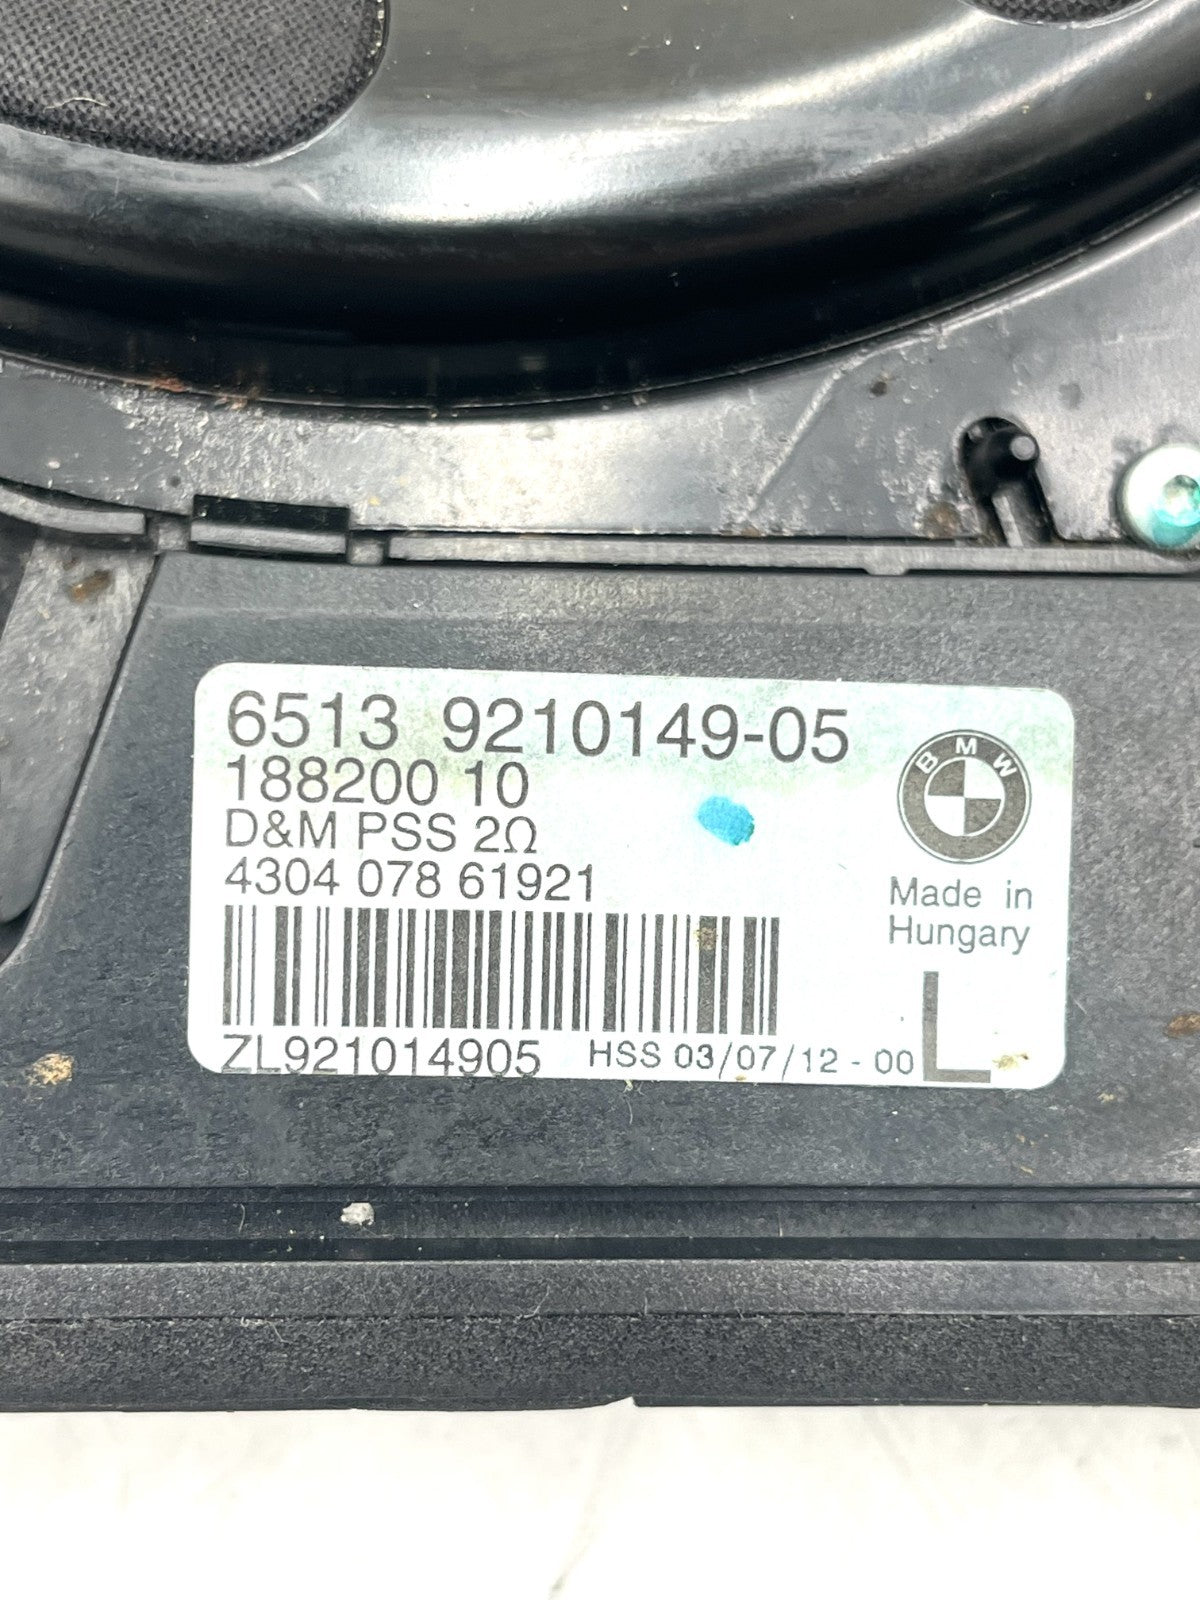 6513 9210149-05
188200 10
D&M PSS 2Ω
4304 078 61921
BMW
Made in
Hungary
ZL921014905
HSS 03/07/12 - 00
L